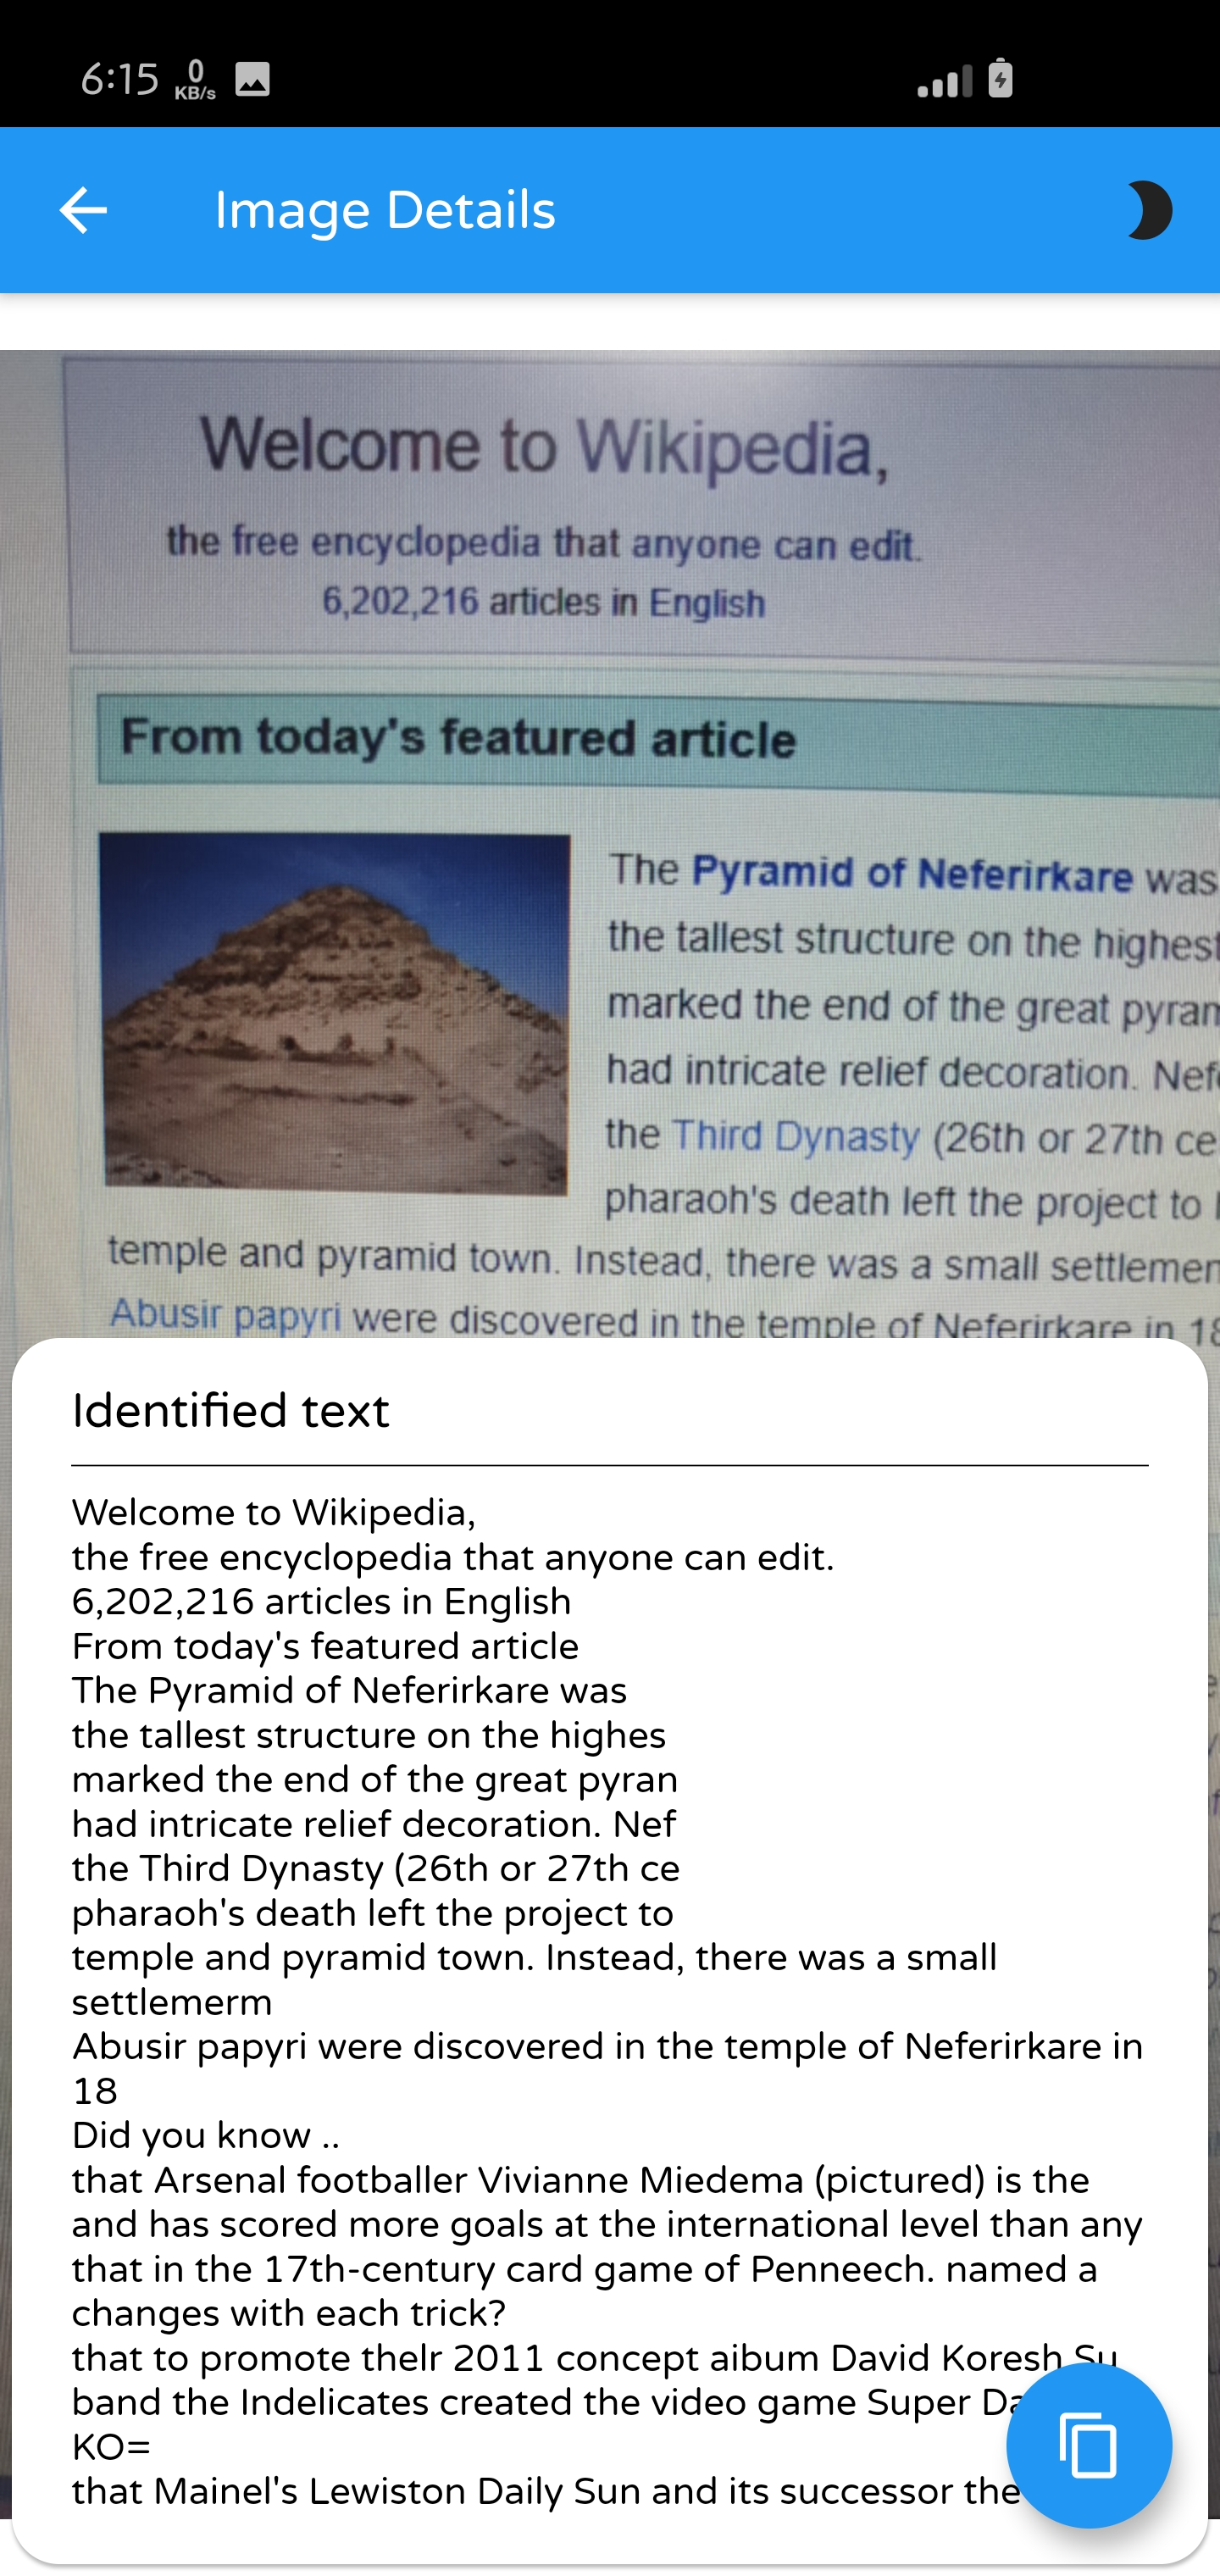 6:15
0
KB/s
Image Details
Welcome to Wikipedia,
the free encyclopedia that anyone can edit.
6,202,216 articles in English
From today's featured article
The Pyramid of Neferirkare was
the tallest structure on the highest
marked the end of the great pyram
had intricate relief decoration. Nefe
the Third Dynasty (26th or 27th ce
pharaoh's death left the project to
temple and pyramid town. Instead, there was a small settlemen
Abusir papyri were discovered in the temple of Neferirkare in 18
Identified text
Welcome to Wikipedia,
the free encyclopedia that anyone can edit.
6,202,216 articles in English
From today's featured article
The Pyramid of Neferirkare was
the tallest structure on the highes
marked the end of the great pyran
had intricate relief decoration. Nef
the Third Dynasty (26th or 27th ce
pharaoh's death left the project to
temple and pyramid town. Instead, there was a small
settlemerm
Abusir papyri were discovered in the temple of Neferirkare in
18
Did you know ..
that Arsenal footballer Vivianne Miedema (pictured) is the
and has scored more goals at the international level than any
that in the 17th-century card game of Penneech. named a
changes with each trick?
that to promote thelr 2011 concept aibum David Koresh Su
band the Indelicates created the video game Super Da
KO=
that Mainel's Lewiston Daily Sun and its successor the